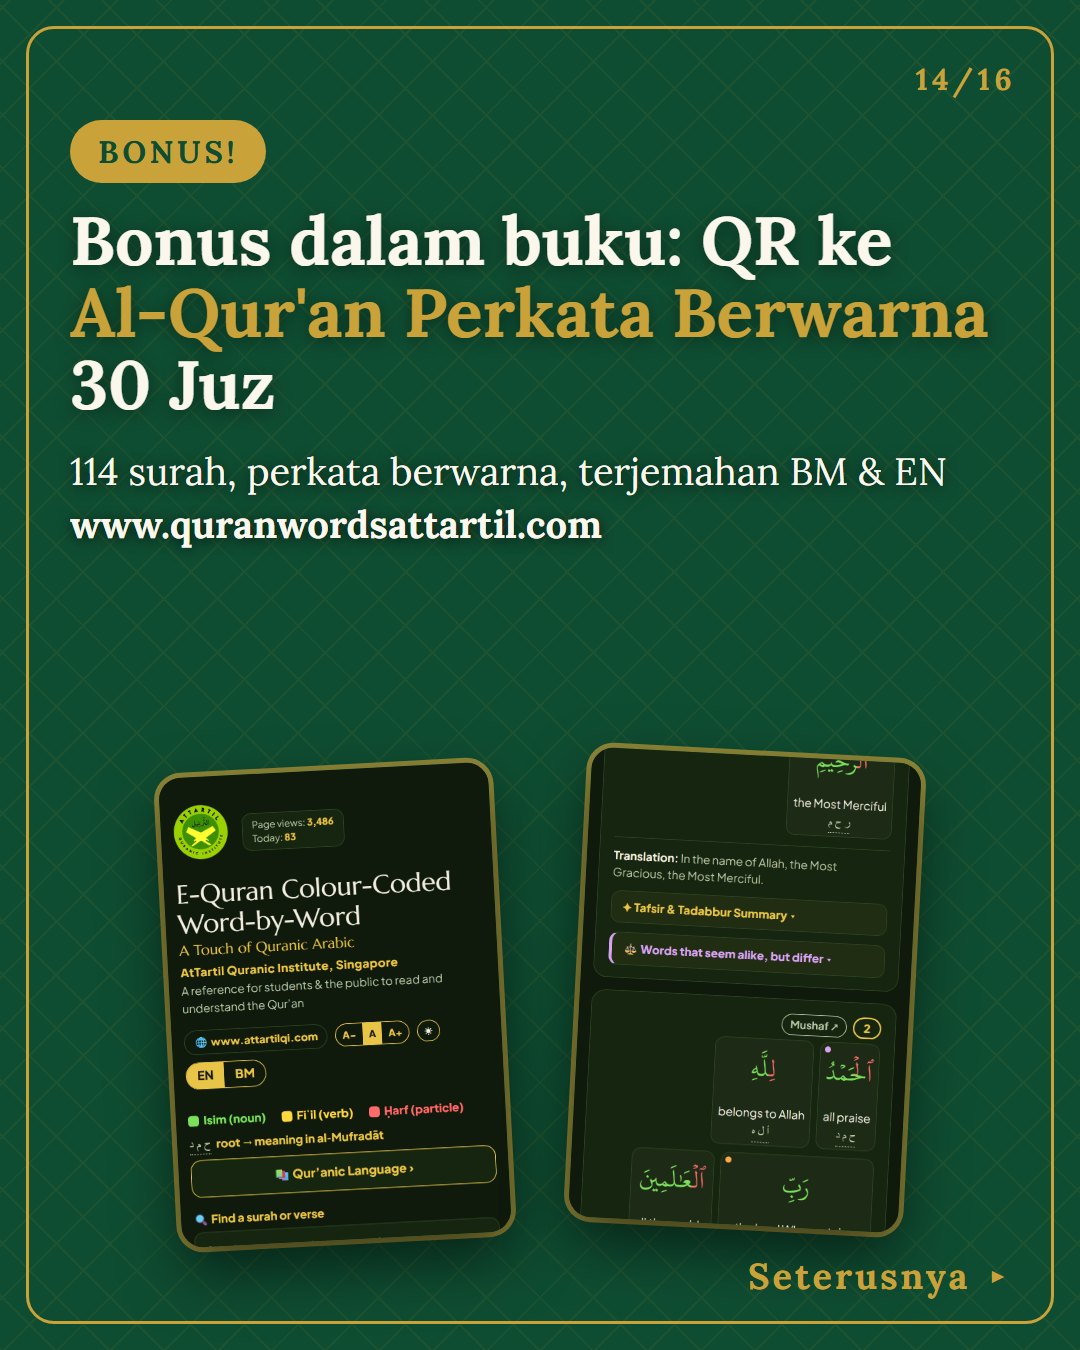 14/16
BONUS!
Bonus dalam buku: QR ke
Al-Qur'an Perkata Berwarna
30 Juz
114 surah, perkata berwarna, terjemahan BM & EN
www.quranwordsattartil.com
ATTARTIL
QURANIC INSTITUTE
Page views: 3,486
Today: 83
E-Quran Colour-Coded
Word-by-Word
A Touch of Quranic Arabic
AtTartil Quranic Institute, Singapore
A reference for students & the public to read and
understand the Qur'an
www.attartilqi.com
A- A A+
EN BM
Isim (noun) Fi'il (verb) Ḥarf (particle)
ح م د root → meaning in al-Mufradāt
Qur'anic Language ›
Find a surah or verse
ٱلرَّحِيمِ
the Most Merciful
ر ح م
Translation: In the name of Allah, the Most
Gracious, the Most Merciful.
Tafsir & Tadabbur Summary
Words that seem alike, but differ
Mushaf ↗ 2
ٱلْحَمْدُ لِلَّهِ
all praise belongs to Allah
ح م د أ ل ه
رَبِّ ٱلْعَـٰلَمِينَ
Seterusnya ►